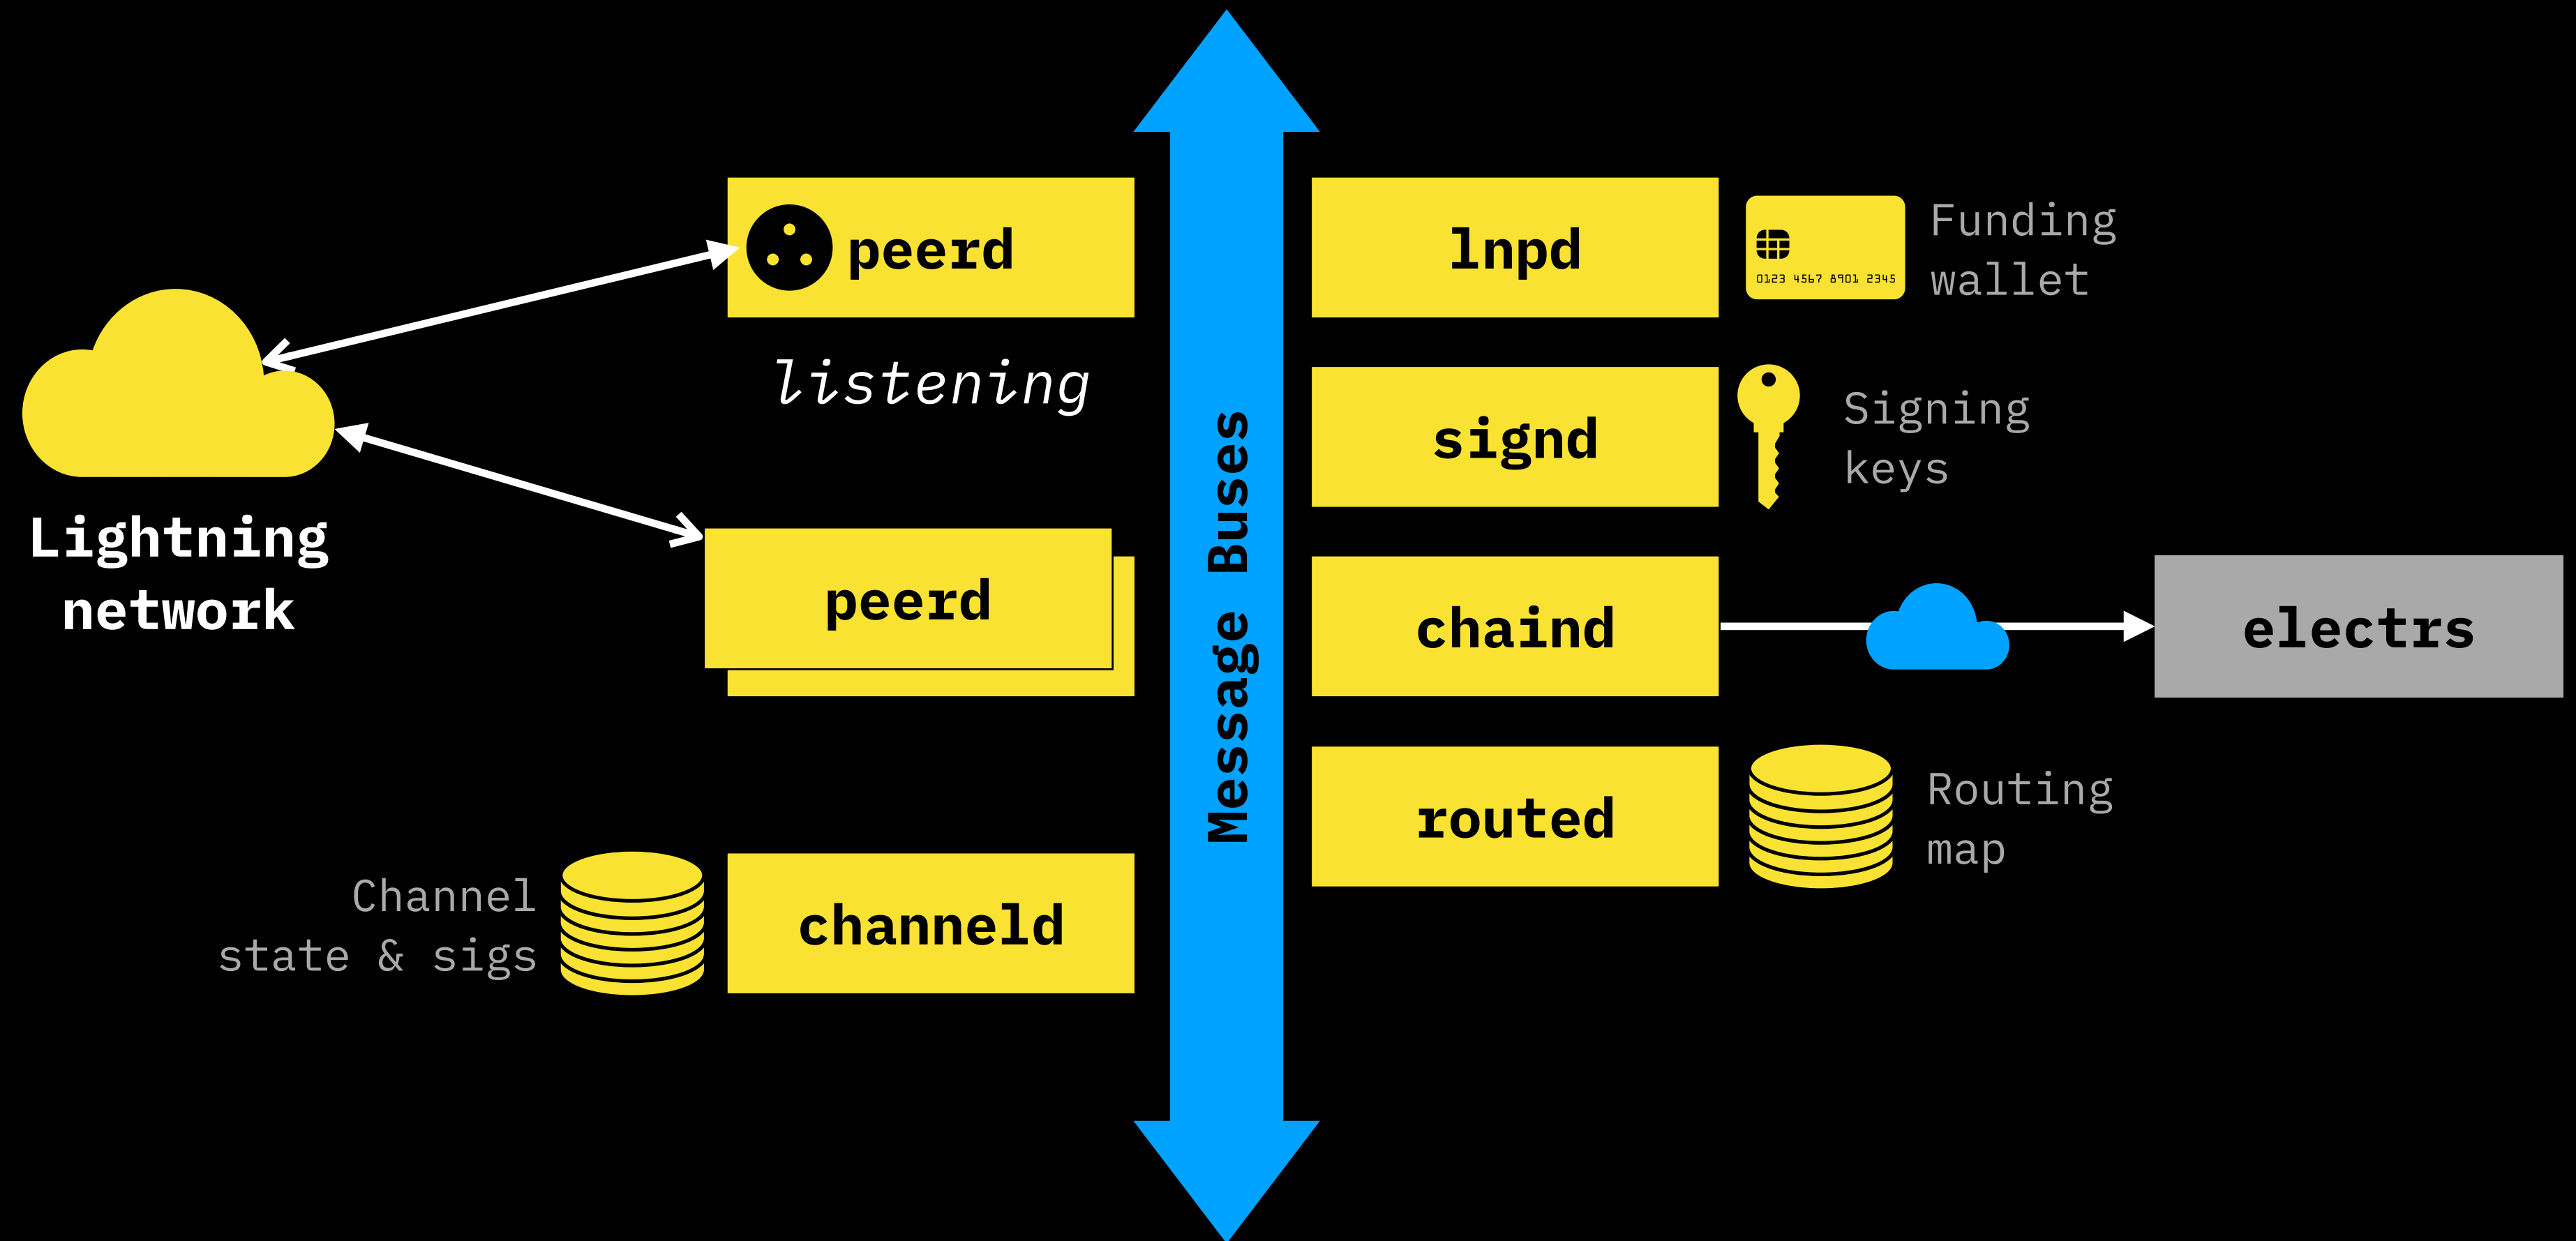 peerd
listening
Lightning
network
peerd
Channel
state & sigs
channeld
Message Buses
lnpd
0123 4567 8901 2345
Funding
wallet
signd
Signing
keys
chaind
electrs
routed
Routing
map